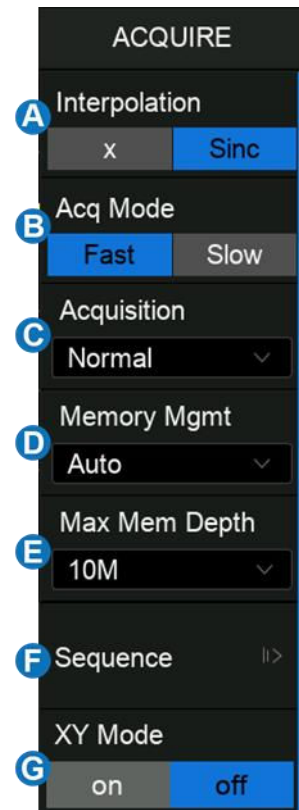 ACQUIRE
A Interpolation
x Sinc
B Acq Mode
Fast Slow
C Acquisition
Normal
D Memory Mgmt
Auto
E Max Mem Depth
10M
F Sequence
G XY Mode
on off